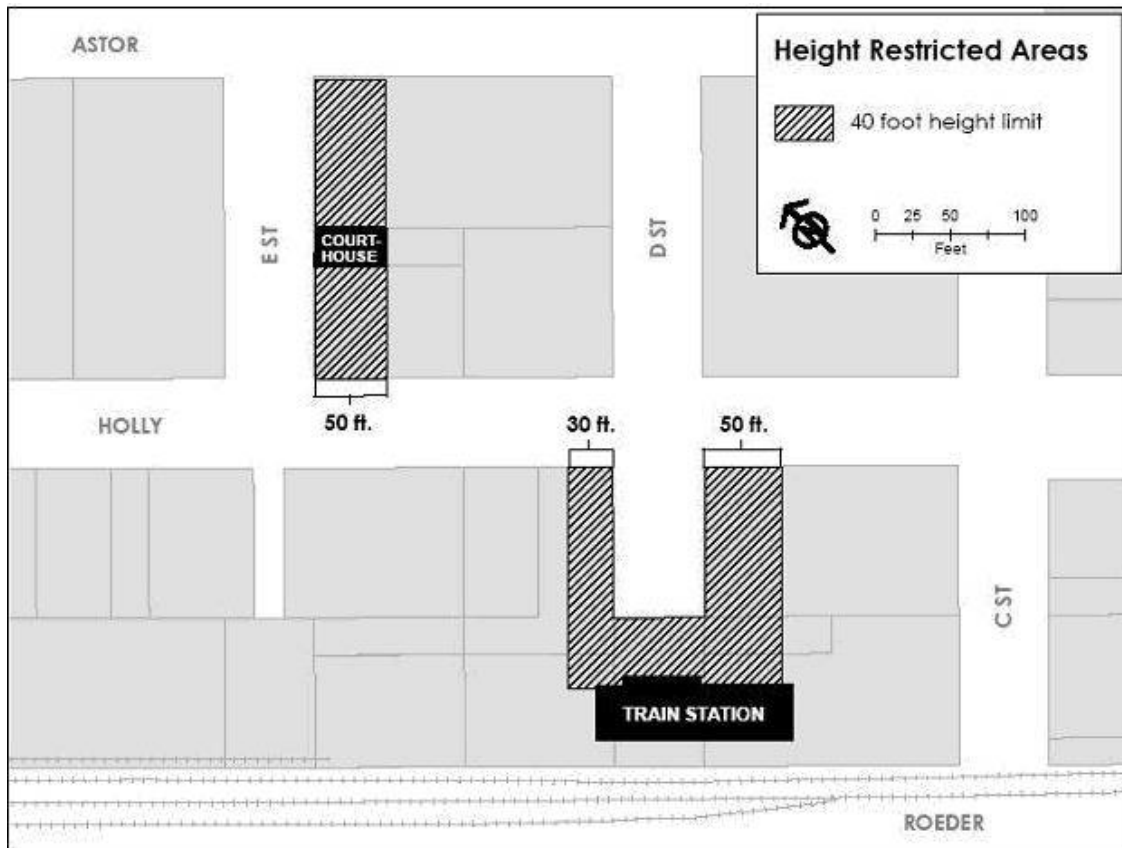 ASTOR
Height Restricted Areas
40 foot height limit
0 25 50 100
Feet
E ST
D ST
COURT-
HOUSE
50 ft.
HOLLY
30 ft.
50 ft.
C ST
TRAIN STATION
ROEDER